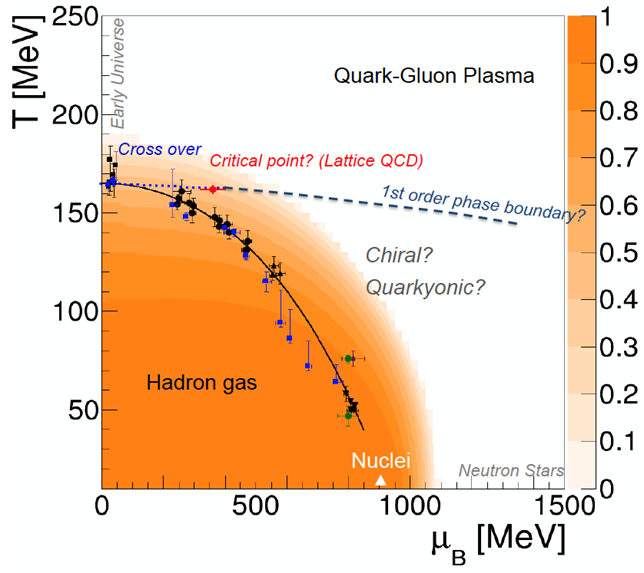 250
200
150
100
50
T [MeV]
Early Universe
Quark-Gluon Plasma
Cross over
Critical point? (Lattice QCD)
1st order phase boundary?
Chiral?
Quarkyonic?
Hadron gas
Nuclei
Neutron Stars
0 500 1000 1500
μB [MeV]
1
0.9
0.8
0.7
0.6
0.5
0.4
0.3
0.2
0.1
0